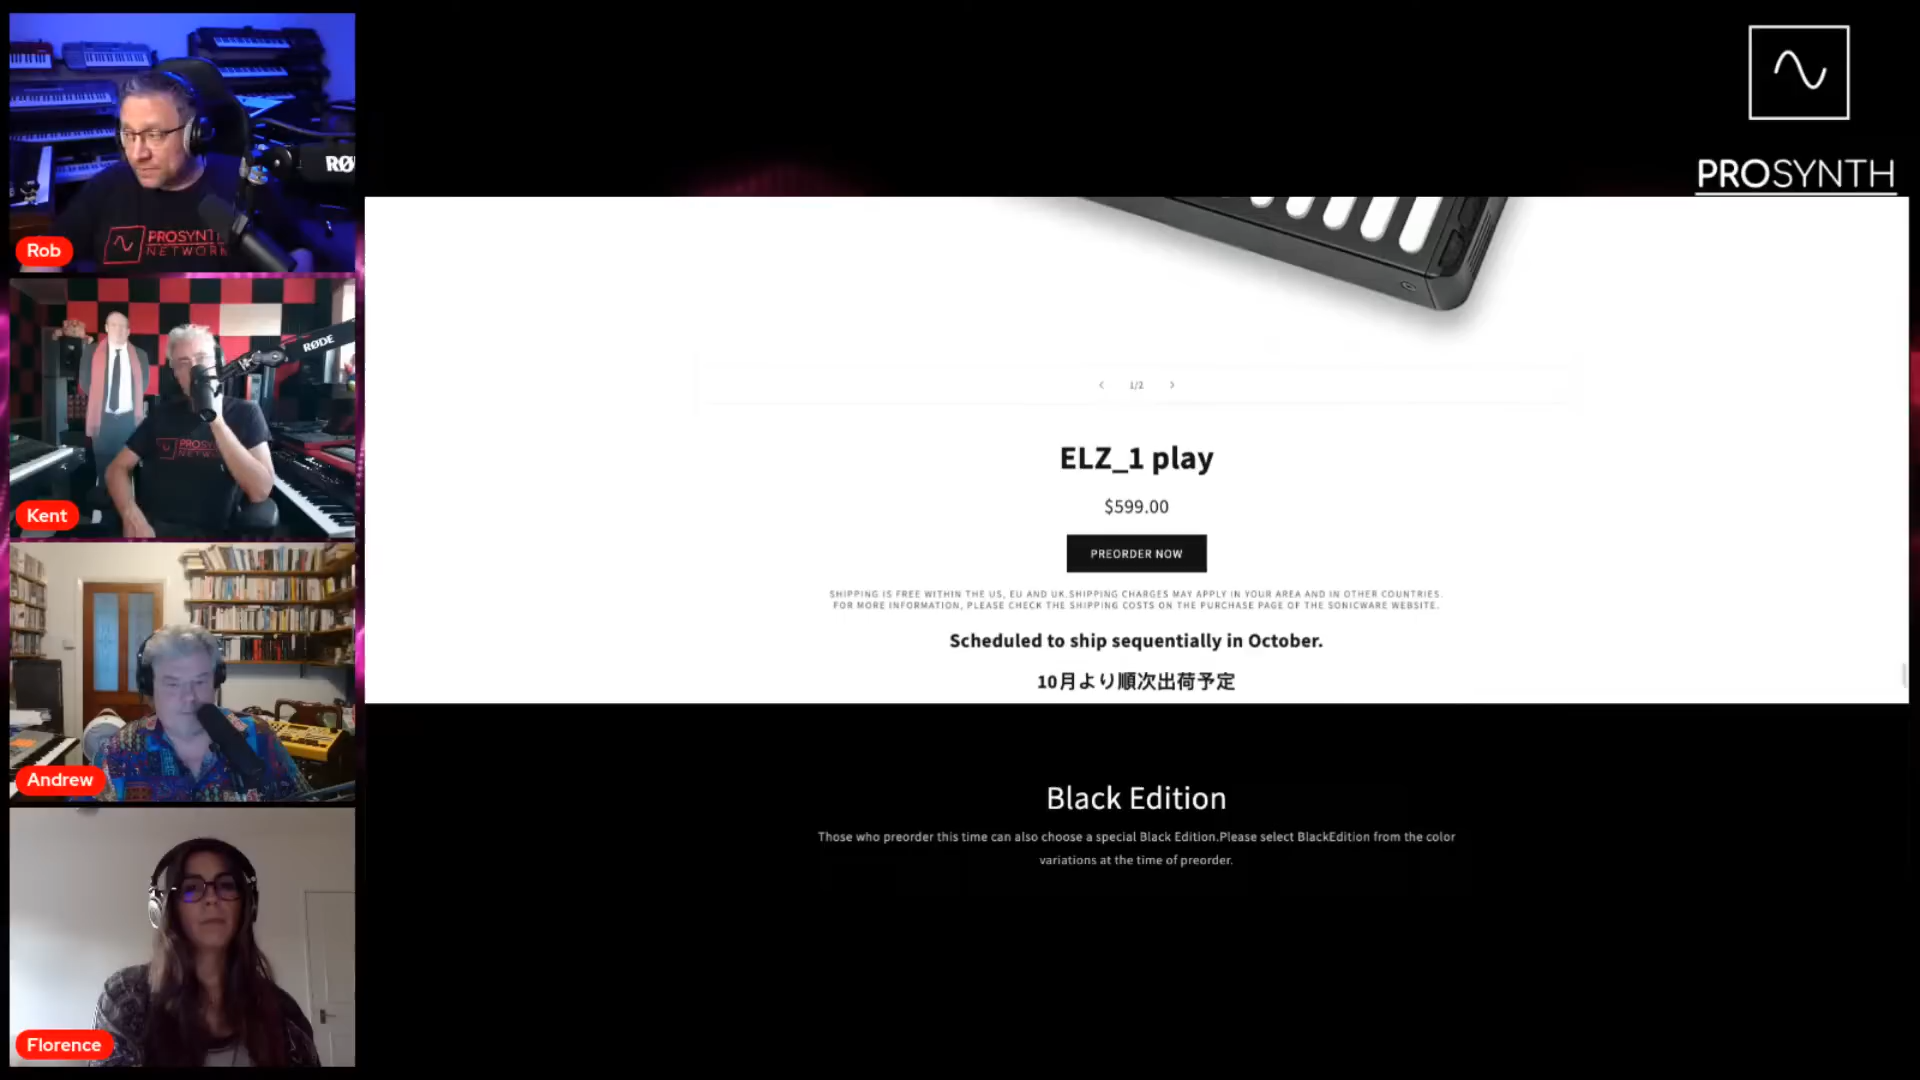 PROSYNTH
RØDE
PROSYNTH
NETWORK
Rob
RØDE
Kent
Andrew
Florence
1/2
ELZ_1 play
$599.00
PREORDER NOW
SHIPPING IS FREE WITHIN THE US, EU AND UK.SHIPPING CHARGES MAY APPLY IN YOUR AREA AND IN OTHER COUNTRIES.
FOR MORE INFORMATION, PLEASE CHECK THE SHIPPING COSTS ON THE PURCHASE PAGE OF THE SONICWARE WEBSITE.
Scheduled to ship sequentially in October.
10月より順次出荷予定
Black Edition
Those who preorder this time can also choose a special Black Edition.Please select BlackEdition from the color
variations at the time of preorder.